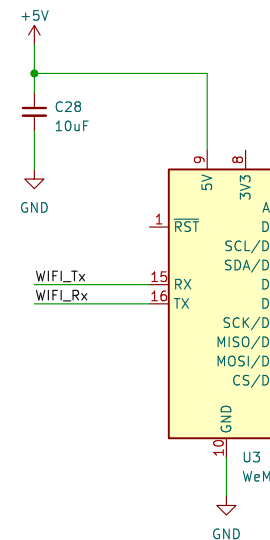 +5V
C28
10uF
GND
9
8
5V
3V3
1
RST
A
D
SCL/D
SDA/D
WIFI_Tx
15
RX
D
WIFI_Rx
16
TX
D
SCK/D
MISO/D
MOSI/D
CS/D
GND
10
U3
WeM
GND